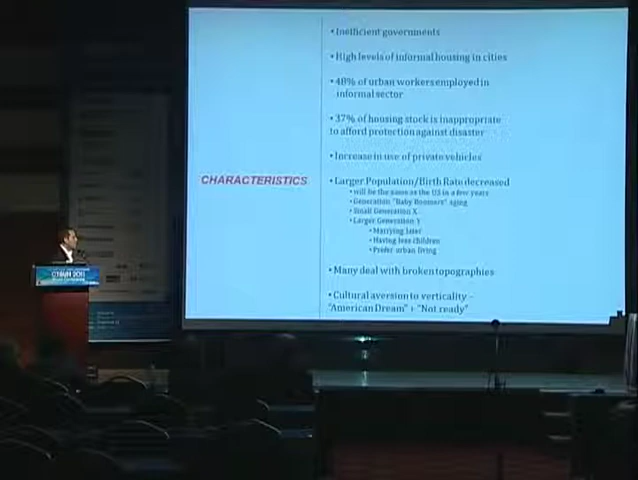 • Inefficient governments
• High levels of informal housing in cities
• 48% of urban workers employed in
informal sector
• 37% of housing stock is inappropriate
to afford protection against disaster
• Increase in use of private vehicles
CHARACTERISTICS
• Larger Population/Birth Rate decreased
• will be the same as the US in a few years
• Generation "Baby Boomers" aging
• Small Generation X
• Larger Generation Y
• Marrying later
• Having less children
• Prefer urban living
• Many deal with broken topographies
• Cultural aversion to verticality –
"American Dream" + "Not ready"
CTBUH 2011